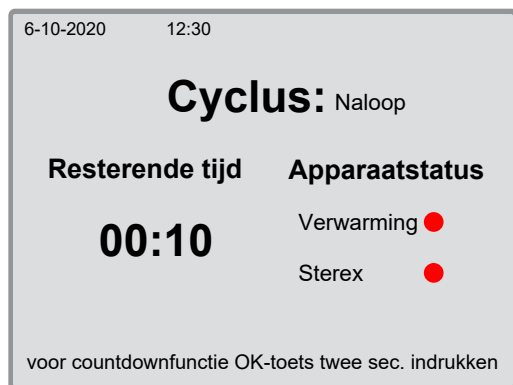 6-10-2020 12:30
Cyclus: Naloop
Resterende tijd
00:10
Apparaatstatus
Verwarming
Sterex
voor countdownfunctie OK-toets twee sec. indrukken